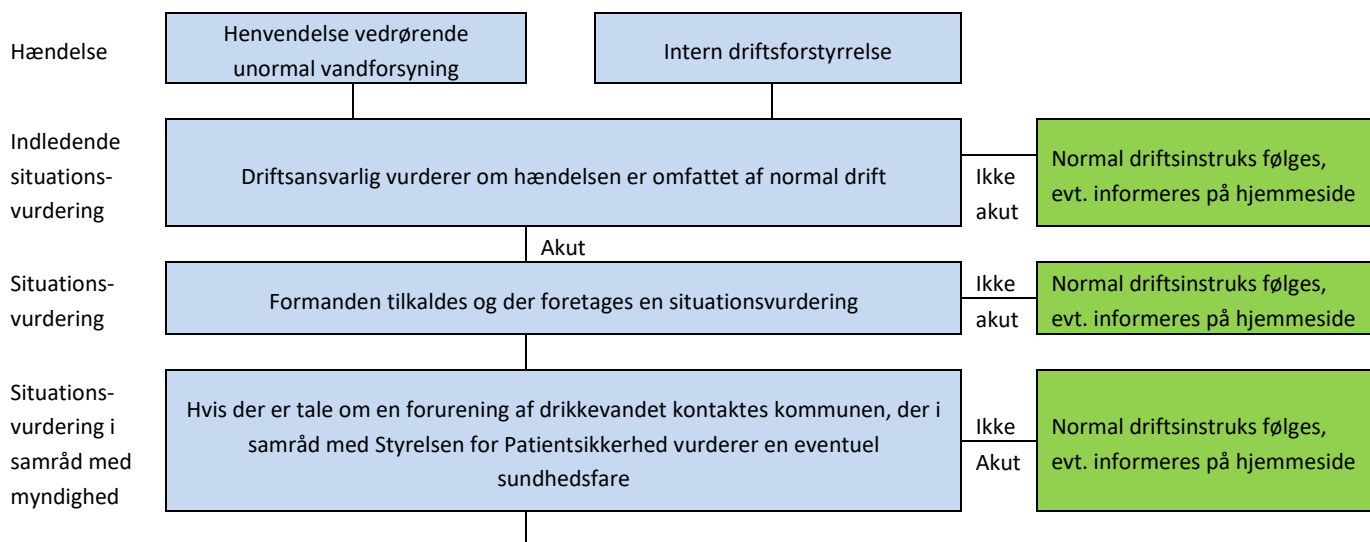 Hændelse
Henvendelse vedrørende
unormal vandforsyning
Intern driftsforstyrrelse
Indledende
situations-
vurdering
Driftsansvarlig vurderer om hændelsen er omfattet af normal drift
Ikke
akut
Normal driftsinstruks følges,
evt. informeres på hjemmeside
Akut
Situations-
vurdering
Formanden tilkaldes og der foretages en situationsvurdering
Ikke
akut
Normal driftsinstruks følges,
evt. informeres på hjemmeside
Situations-
vurdering i
samråd med
myndighed
Hvis der er tale om en forurening af drikkevandet kontaktes kommunen, der i
samråd med Styrelsen for Patientsikkerhed vurderer en eventuel
sundhedsfare
Ikke
Akut
Normal driftsinstruks følges,
evt. informeres på hjemmeside